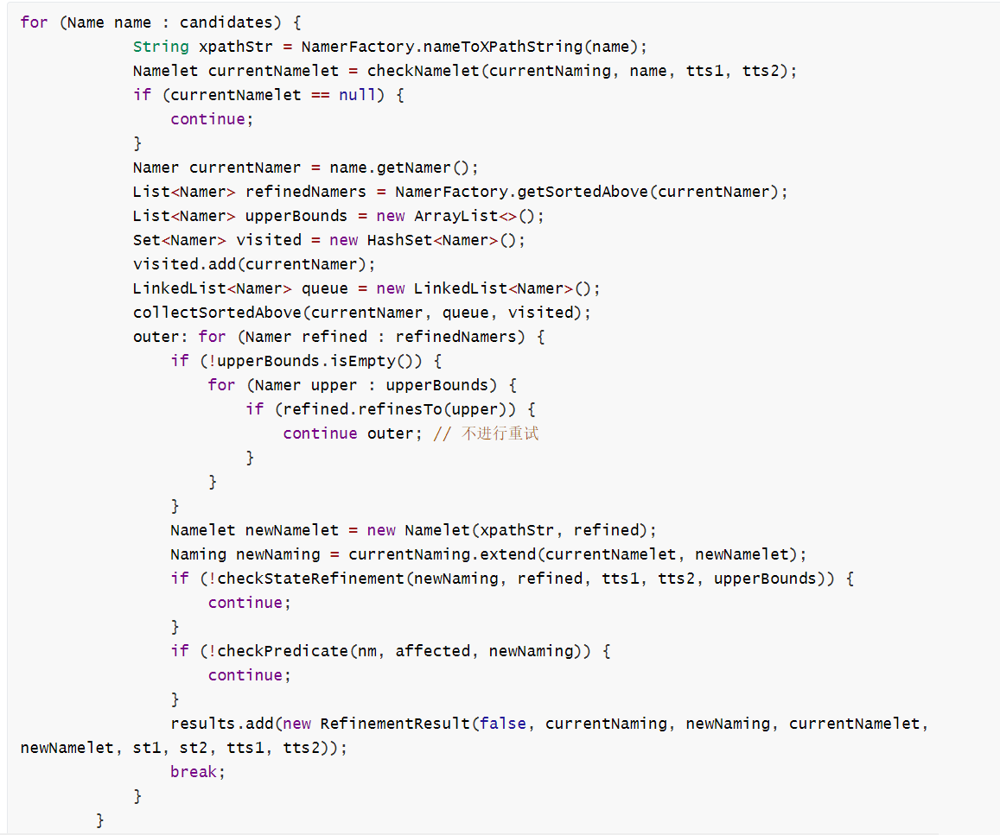 for (Name name : candidates) {
            String xpathStr = NamerFactory.nameToXPathString(name);
            Namelet currentNamelet = checkNamelet(currentNaming, name, tts1, tts2);
            if (currentNamelet == null) {
                continue;
            }
            Namer currentNamer = name.getNamer();
            List<Namer> refinedNamers = NamerFactory.getSortedAbove(currentNamer);
            List<Namer> upperBounds = new ArrayList<>();
            Set<Namer> visited = new HashSet<Namer>();
            visited.add(currentNamer);
            LinkedList<Namer> queue = new LinkedList<Namer>();
            collectSortedAbove(currentNamer, queue, visited);
            outer: for (Namer refined : refinedNamers) {
                if (!upperBounds.isEmpty()) {
                    for (Namer upper : upperBounds) {
                        if (refined.refinesTo(upper)) {
                            continue outer; // 不进行重试
                        }
                    }
                }
                Namelet newNamelet = new Namelet(xpathStr, refined);
                Naming newNaming = currentNaming.extend(currentNamelet, newNamelet);
                if (!checkStateRefinement(newNaming, refined, tts1, tts2, upperBounds)) {
                    continue;
                }
                if (!checkPredicate(nm, affected, newNaming)) {
                    continue;
                }
                results.add(new RefinementResult(false, currentNaming, newNaming, currentNamelet,
newNamelet, st1, st2, tts1, tts2));
                break;
            }
        }